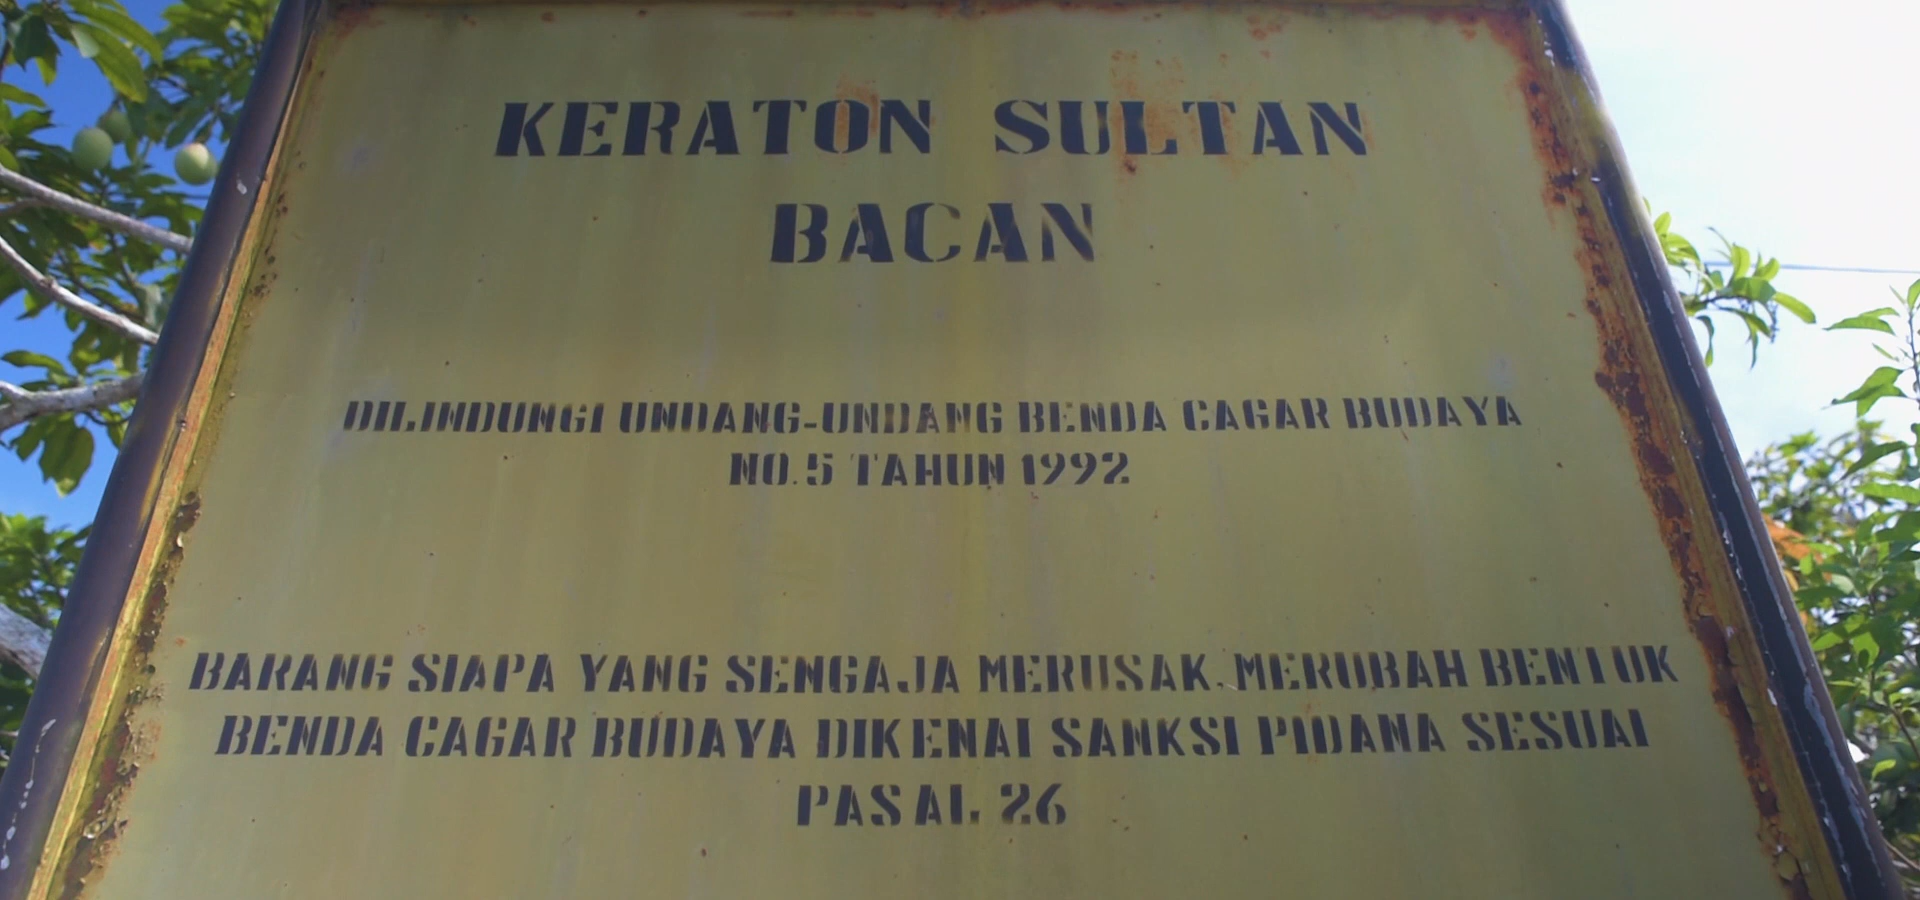 KERATON SULTAN
BACAN
DILINDUNGI UNDANG-UNDANG BENDA CAGAR BUDAYA
NO.5 TAHUN 1992
BARANG SIAPA YANG SENGAJA MERUSAK, MERUBAH BENTUK
BENDA CAGAR BUDAYA DIKENAI SANKSI PIDANA SESUAI
PASAL 26